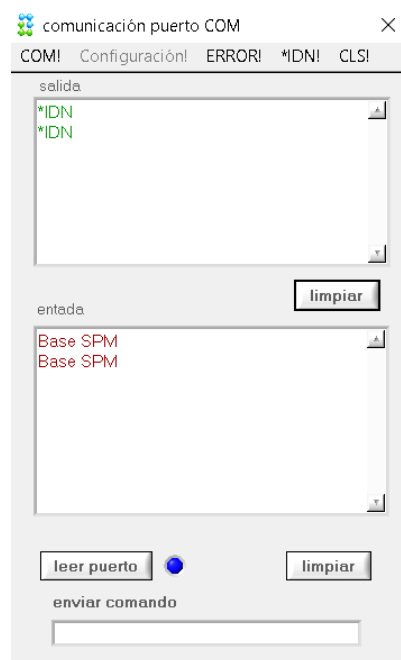 comunicación puerto COM
COM! Configuración! ERROR! *IDN! CLS!
salida
*IDN
*IDN
limpiar
entada
Base SPM
Base SPM
leer puerto limpiar
enviar comando